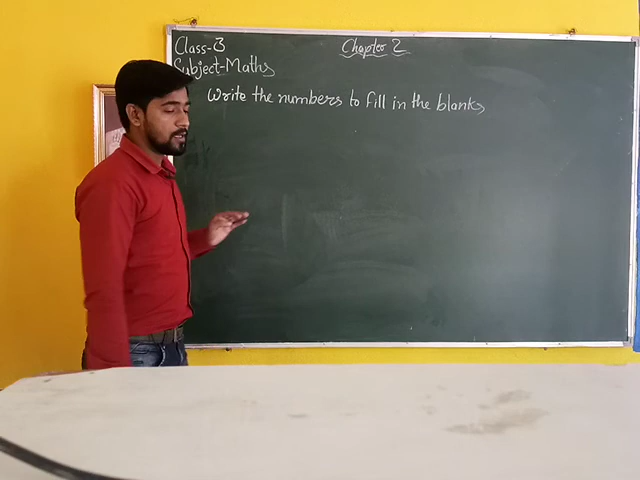 Class-3
Chapter 2
Subject-Maths
Write the numbers to fill in the blanks